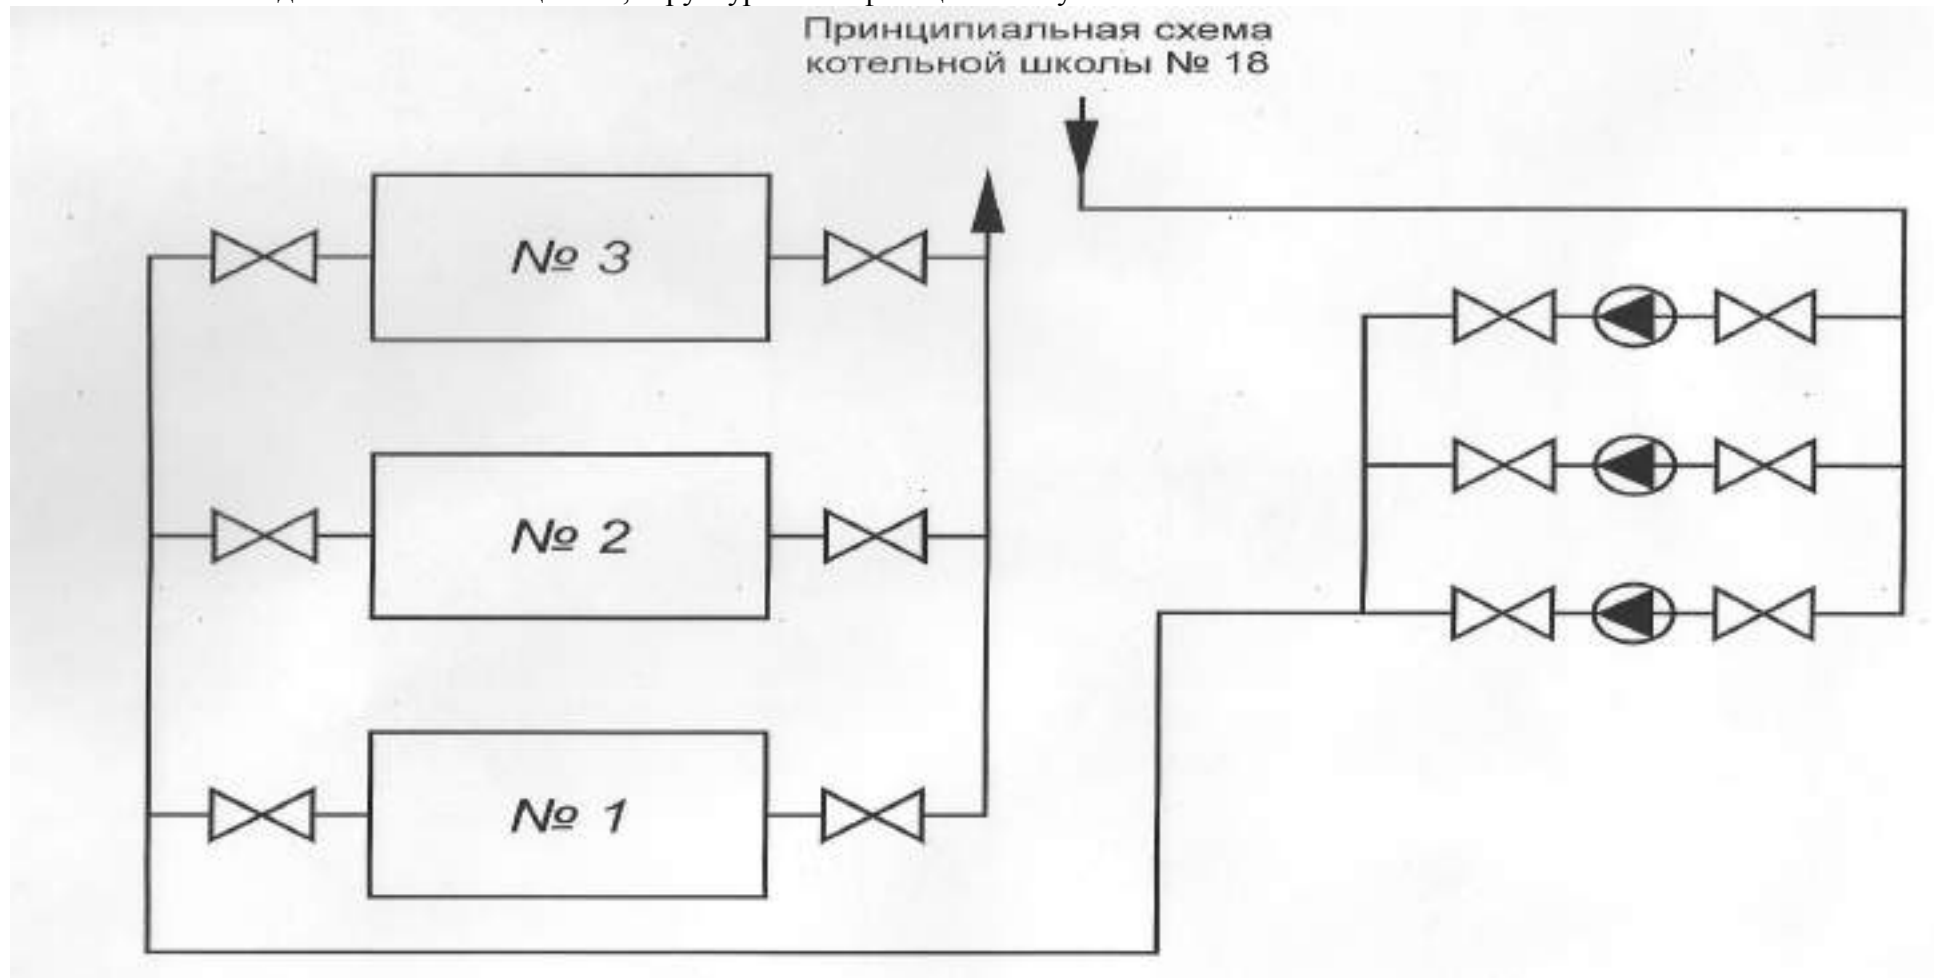 Принципиальная схема
котельной школы № 18
№ 3
№ 2
№ 1